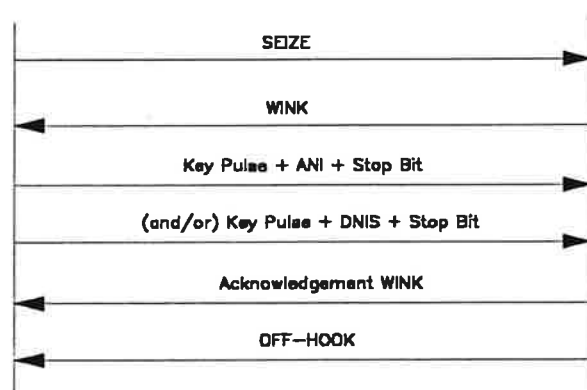 SEIZE
WINK
Key Pulse + ANI + Stop Bit
(and/or) Key Pulse + DNIS + Stop Bit
Acknowledgement WINK
OFF-HOOK